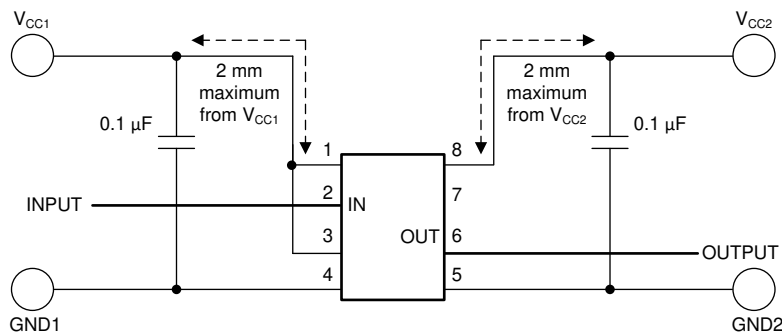 VCC1
VCC2
2 mm
maximum
from VCC1
2 mm
maximum
from VCC2
0.1 µF
0.1 µF
1
8
INPUT
2
IN
7
3
OUT
6
OUTPUT
4
5
GND1
GND2